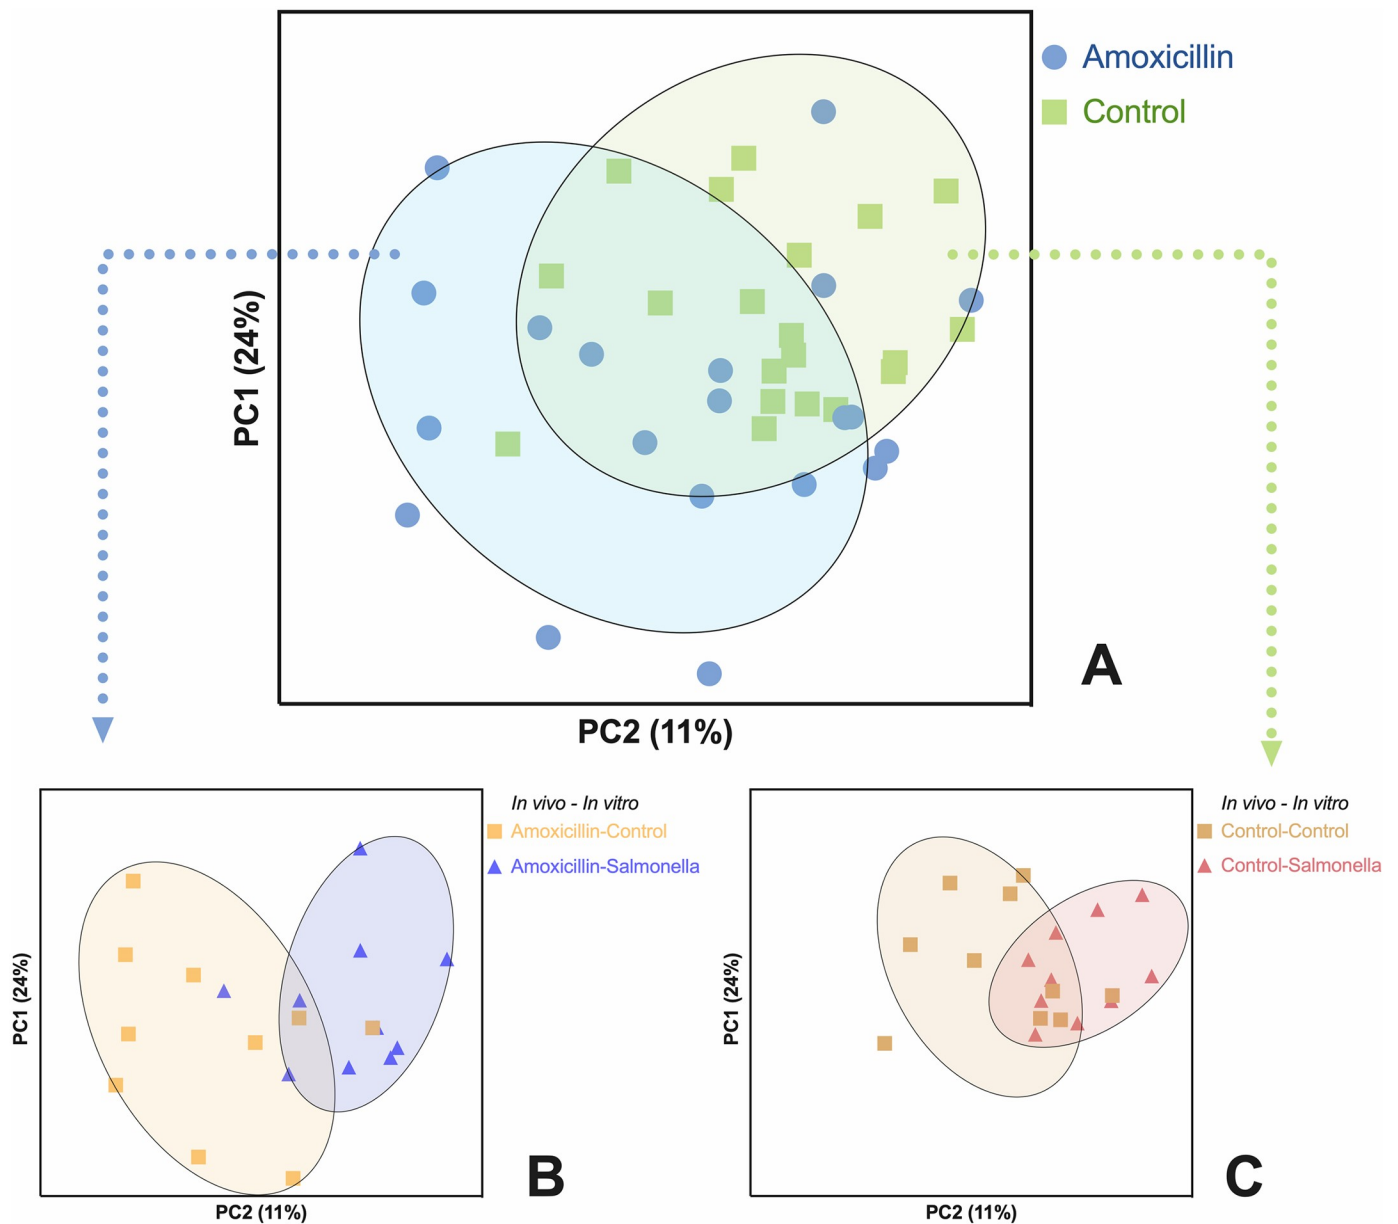 Amoxicillin
Control
PC1 (24%)
A
PC2 (11%)
In vivo - In vitro
Amoxicillin-Control
Amoxicillin-Salmonella
PC1 (24%)
B
PC2 (11%)
In vivo - In vitro
Control-Control
Control-Salmonella
PC1 (24%)
C
PC2 (11%)